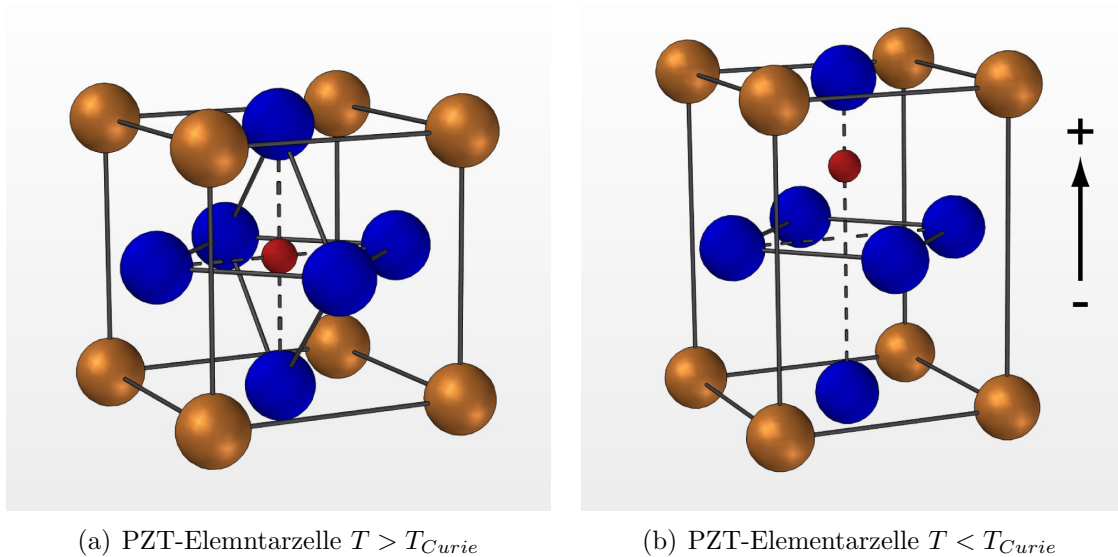 +
-
(a) PZT-Elemntarzelle T > T_Curie
(b) PZT-Elementarzelle T < T_Curie